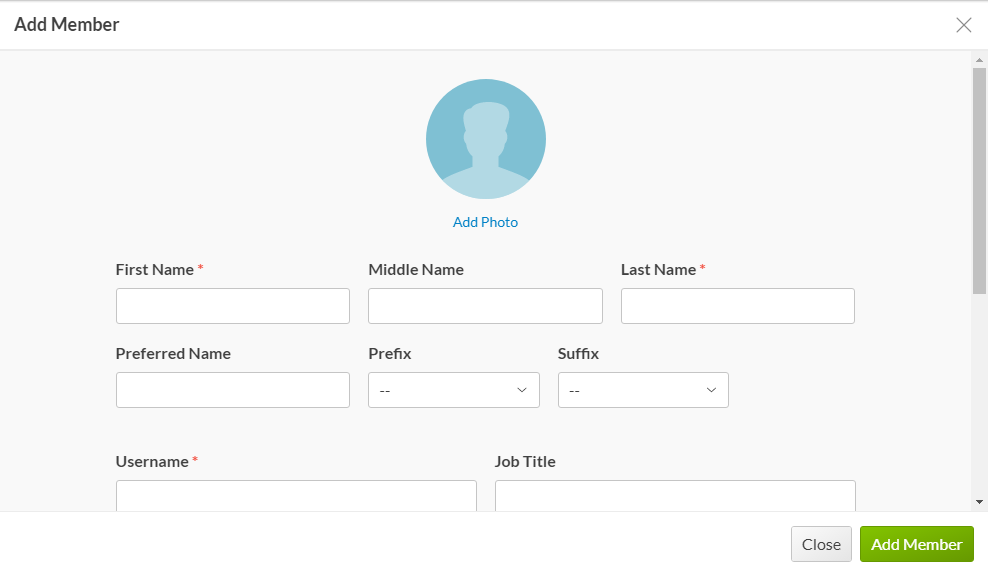 Add Member
Add Photo
First Name * Middle Name Last Name *
Preferred Name Prefix Suffix
-- --
Username * Job Title
Close Add Member